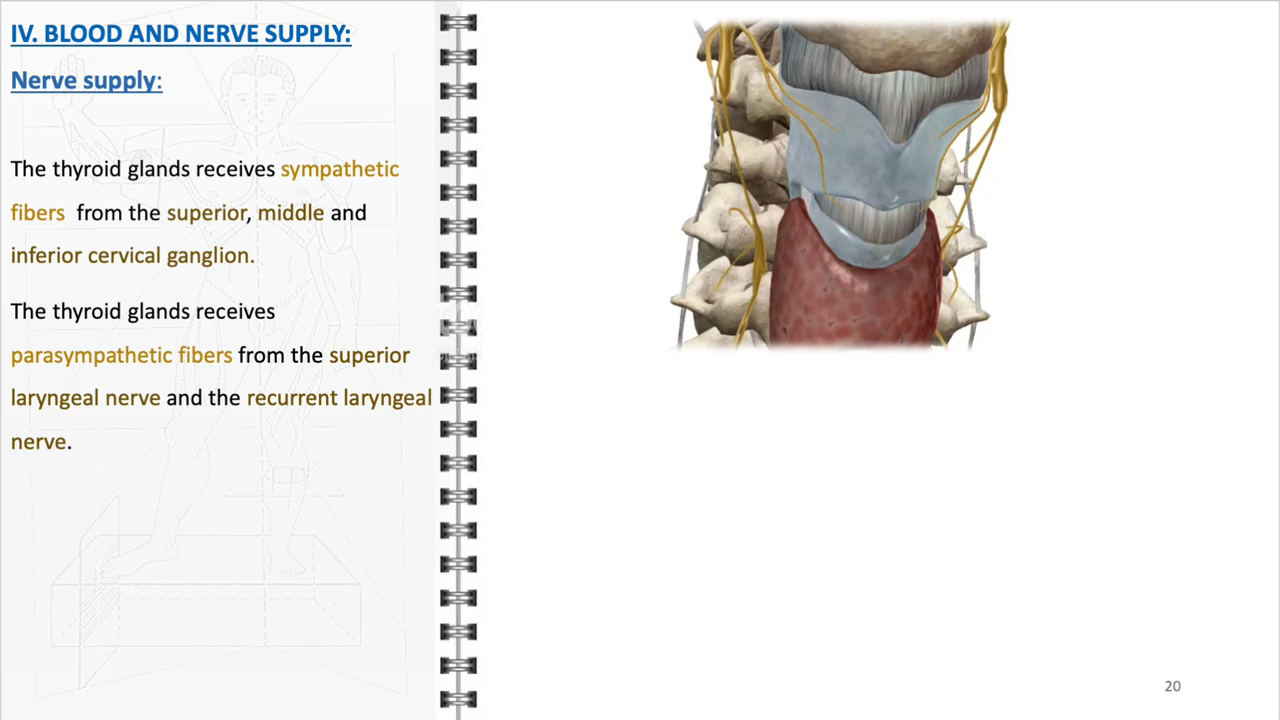 IV. BLOOD AND NERVE SUPPLY:
Nerve supply:
The thyroid glands receives sympathetic
fibers from the superior, middle and
inferior cervical ganglion.
The thyroid glands receives
parasympathetic fibers from the superior
laryngeal nerve and the recurrent laryngeal
nerve.
20